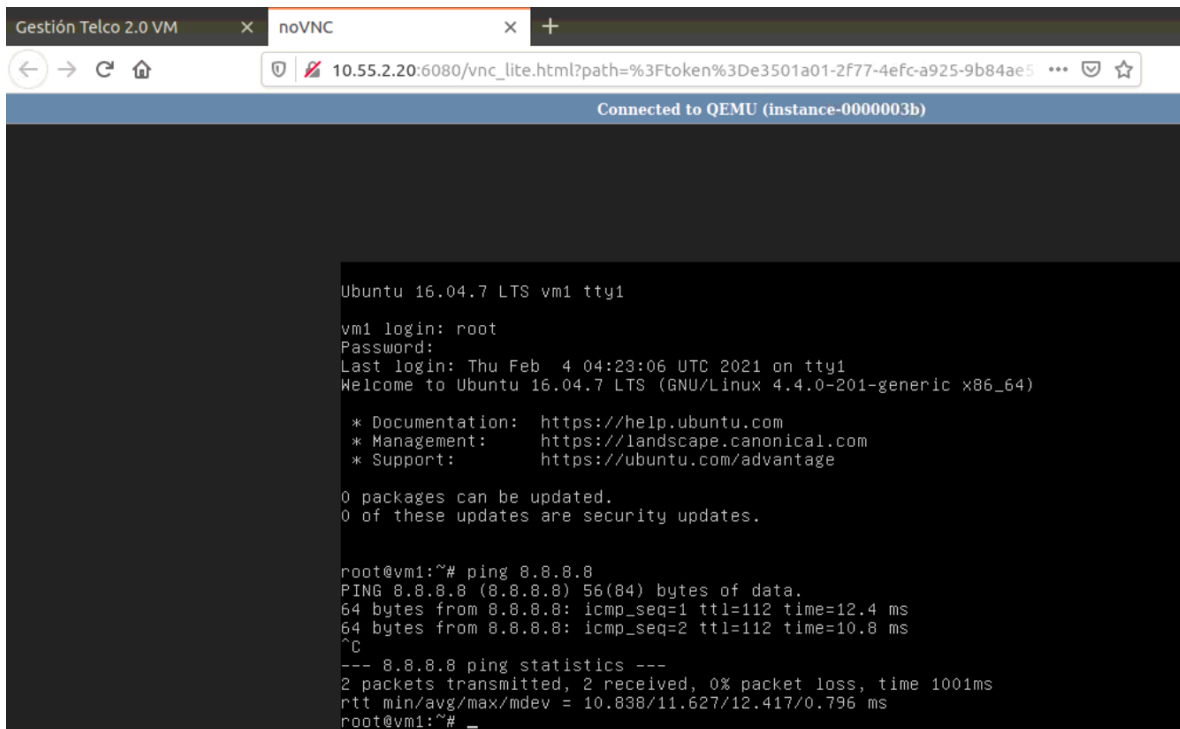 Gestión Telco 2.0 VM
noVNC
10.55.2.20:6080/vnc_lite.html?path=%3Ftoken%3De3501a01-2f77-4efc-a925-9b84ae5
Connected to QEMU (instance-0000003b)
Ubuntu 16.04.7 LTS vm1 tty1
vm1 login: root
Password:
Last login: Thu Feb  4 04:23:06 UTC 2021 on tty1
Welcome to Ubuntu 16.04.7 LTS (GNU/Linux 4.4.0-201-generic x86_64)
* Documentation:  https://help.ubuntu.com
* Management:     https://landscape.canonical.com
* Support:        https://ubuntu.com/advantage
0 packages can be updated.
0 of these updates are security updates.
root@vm1:~# ping 8.8.8.8
PING 8.8.8.8 (8.8.8.8) 56(84) bytes of data.
64 bytes from 8.8.8.8: icmp_seq=1 ttl=112 time=12.4 ms
64 bytes from 8.8.8.8: icmp_seq=2 ttl=112 time=10.8 ms
^C
--- 8.8.8.8 ping statistics ---
2 packets transmitted, 2 received, 0% packet loss, time 1001ms
rtt min/avg/max/mdev = 10.838/11.627/12.417/0.796 ms
root@vm1:~# _